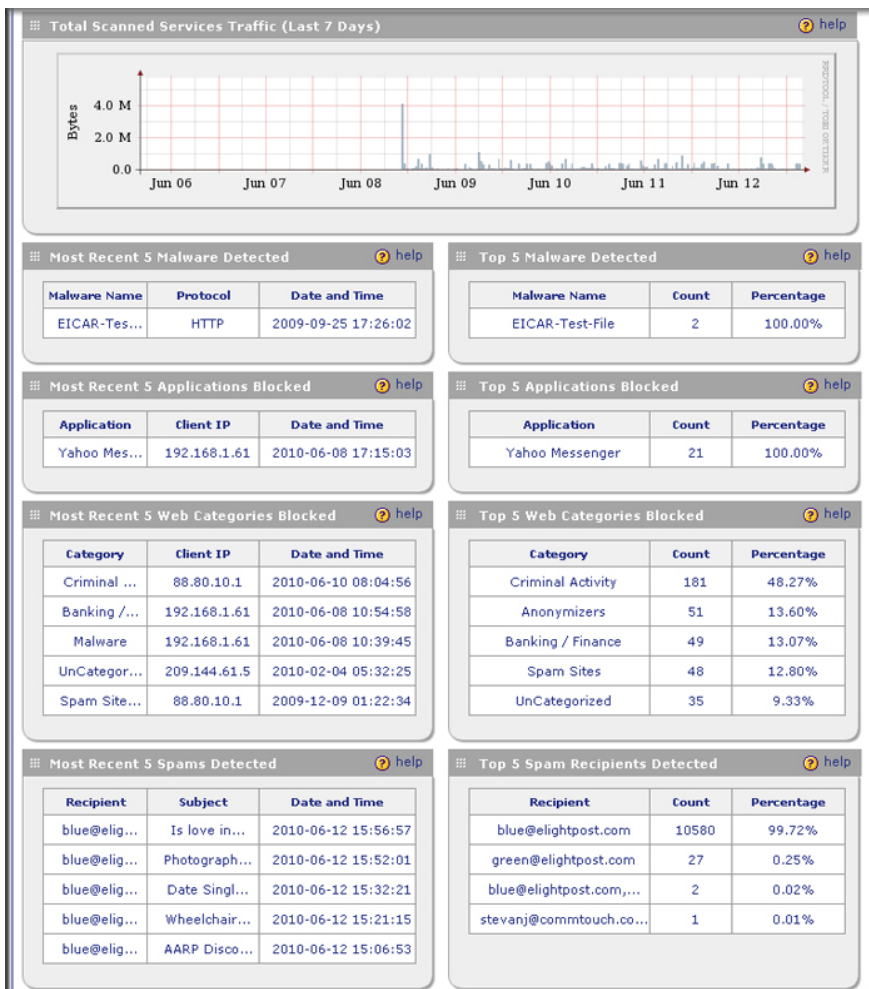 Total Scanned Services Traffic (Last 7 Days)
help
Bytes
4.0 M
2.0 M
0.0
Jun 06 Jun 07 Jun 08 Jun 09 Jun 10 Jun 11 Jun 12
RRDTOOL / TOBI OETIKER
Most Recent 5 Malware Detected
help
Malware Name Protocol Date and Time
EICAR-Tes... HTTP 2009-09-25 17:26:02
Top 5 Malware Detected
help
Malware Name Count Percentage
EICAR-Test-File 2 100.00%
Most Recent 5 Applications Blocked
help
Application Client IP Date and Time
Yahoo Mes... 192.168.1.61 2010-06-08 17:15:03
Top 5 Applications Blocked
help
Application Count Percentage
Yahoo Messenger 21 100.00%
Most Recent 5 Web Categories Blocked
help
Category Client IP Date and Time
Criminal ... 88.80.10.1 2010-06-10 08:04:56
Banking /... 192.168.1.61 2010-06-08 10:54:58
Malware 192.168.1.61 2010-06-08 10:39:45
UnCategor... 209.144.61.5 2010-02-04 05:32:25
Spam Site... 88.80.10.1 2009-12-09 01:22:34
Top 5 Web Categories Blocked
help
Category Count Percentage
Criminal Activity 181 48.27%
Anonymizers 51 13.60%
Banking / Finance 49 13.07%
Spam Sites 48 12.80%
UnCategorized 35 9.33%
Most Recent 5 Spams Detected
help
Recipient Subject Date and Time
blue@elig... Is love in... 2010-06-12 15:56:57
blue@elig... Photograph... 2010-06-12 15:52:01
blue@elig... Date Singl... 2010-06-12 15:32:21
blue@elig... Wheelchair... 2010-06-12 15:21:15
blue@elig... AARP Disco... 2010-06-12 15:06:53
Top 5 Spam Recipients Detected
help
Recipient Count Percentage
blue@elightpost.com 10580 99.72%
green@elightpost.com 27 0.25%
blue@elightpost.com,... 2 0.02%
stevanj@commtouch.co... 1 0.01%